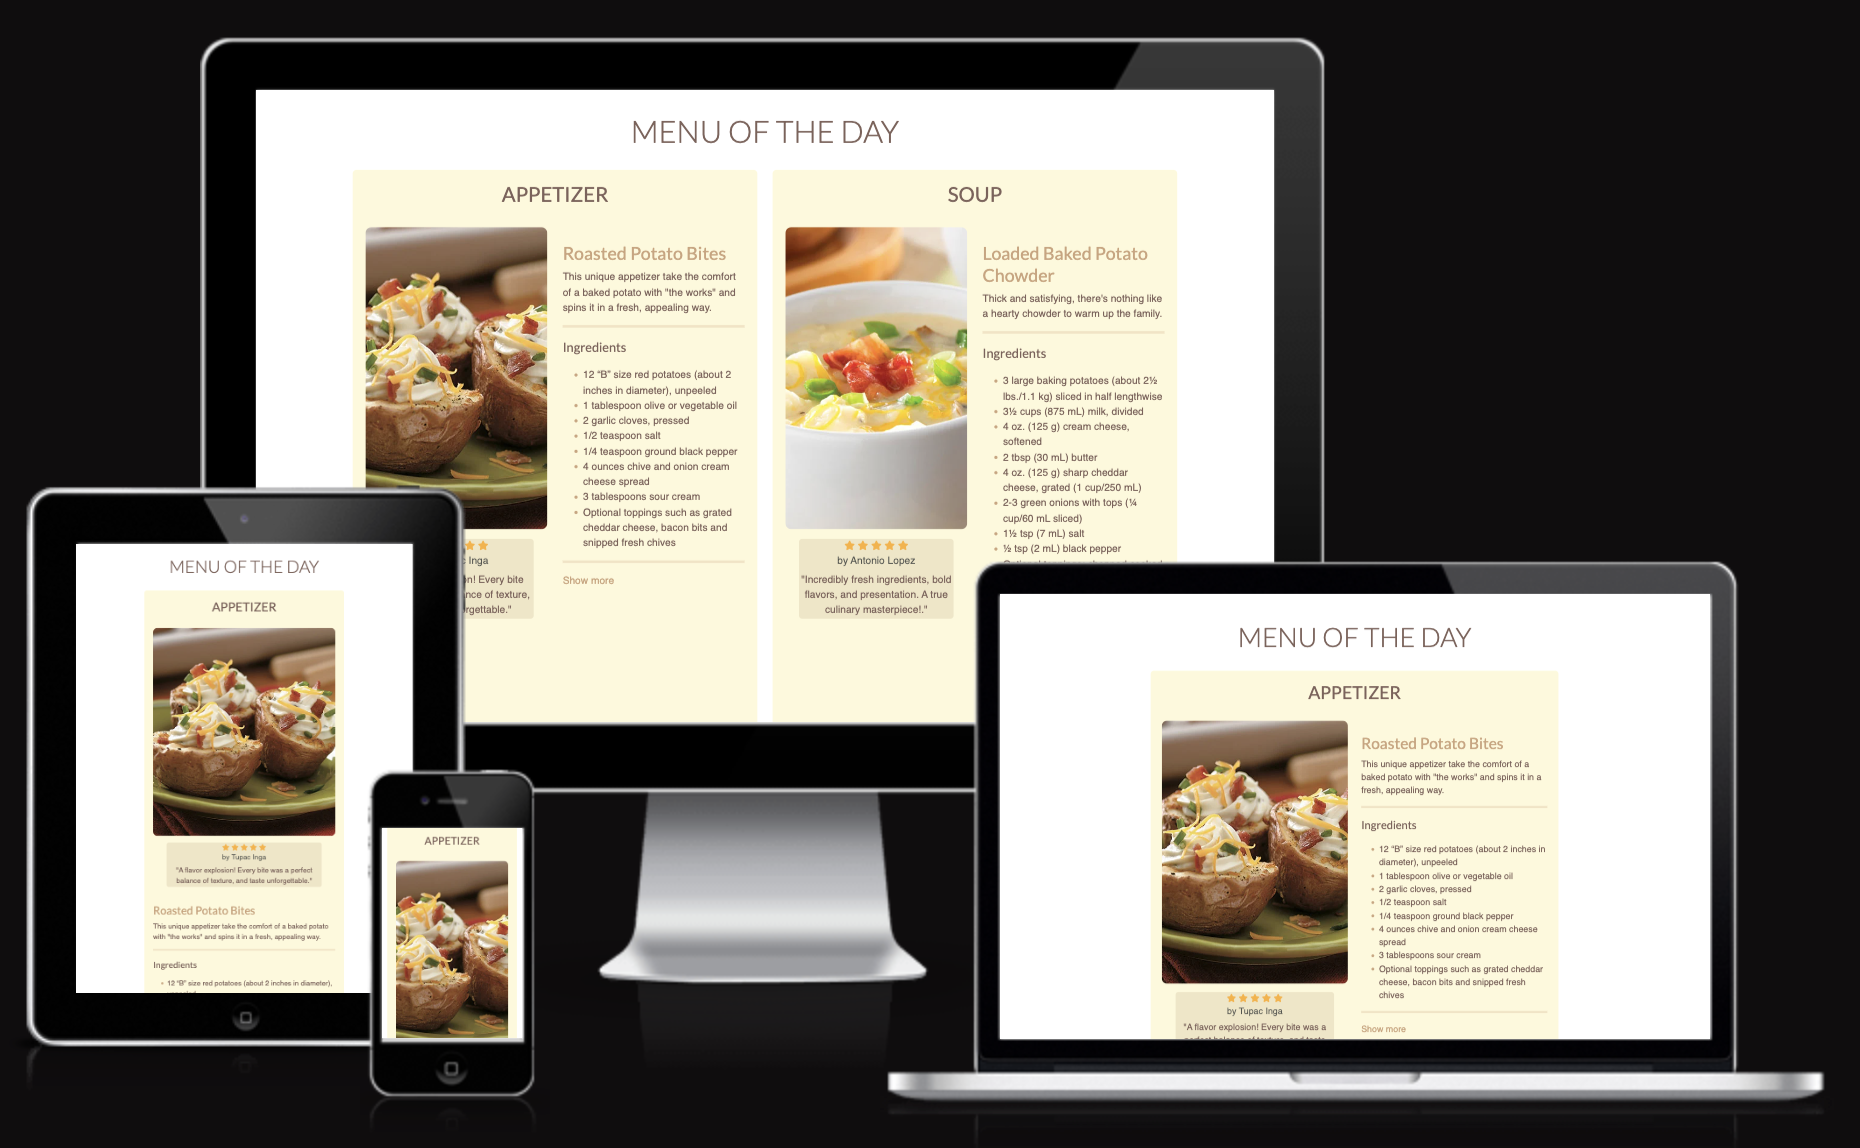 MENU OF THE DAY
APPETIZER
Roasted Potato Bites
This unique appetizer take the comfort
of a baked potato with "the works" and
spins it in a fresh, appealing way.
Ingredients
12 “B” size red potatoes (about 2
inches in diameter), unpeeled
1 tablespoon olive or vegetable oil
2 garlic cloves, pressed
1/2 teaspoon salt
1/4 teaspoon ground black pepper
4 ounces chive and onion cream
cheese spread
3 tablespoons sour cream
Optional toppings such as grated
cheddar cheese, bacon bits and
snipped fresh chives
Show more
Inga
Every bite
of texture,
SOUP
Loaded Baked Potato
Chowder
Thick and satisfying, there's nothing like
a hearty chowder to warm up the family.
Ingredients
3 large baking potatoes (about 2½
lbs./1.1 kg) sliced in half lengthwise
3½ cups (875 mL) milk, divided
4 oz. (125 g) cream cheese,
softened
2 tbsp (30 mL) butter
4 oz. (125 g) sharp cheddar
cheese, grated (1 cup/250 mL)
2-3 green onions with tops (¼
cup/60 mL sliced)
1½ tsp (7 mL) salt
½ tsp (2 mL) black pepper
by Antonio Lopez
"Incredibly fresh ingredients, bold
flavors, and presentation. A true
culinary masterpiece!."
MENU OF THE DAY
APPETIZER
by Tupac Inga
"A flavor explosion! Every bite was a perfect
balance of texture, and taste unforgettable."
Roasted Potato Bites
This unique appetizer take the comfort of a baked potato
with "the works" and spins it in a fresh, appealing way.
Ingredients
12 “B” size red potatoes (about 2 inches in diameter),
APPETIZER
MENU OF THE DAY
APPETIZER
Roasted Potato Bites
This unique appetizer take the comfort of a
baked potato with "the works" and spins it in a
fresh, appealing way.
Ingredients
12 “B” size red potatoes (about 2 inches in
diameter), unpeeled
1 tablespoon olive or vegetable oil
2 garlic cloves, pressed
1/2 teaspoon salt
1/4 teaspoon ground black pepper
4 ounces chive and onion cream cheese
spread
3 tablespoons sour cream
Optional toppings such as grated cheddar
cheese, bacon bits and snipped fresh
chives
Show more
by Tupac Inga
"A flavor explosion! Every bite was a